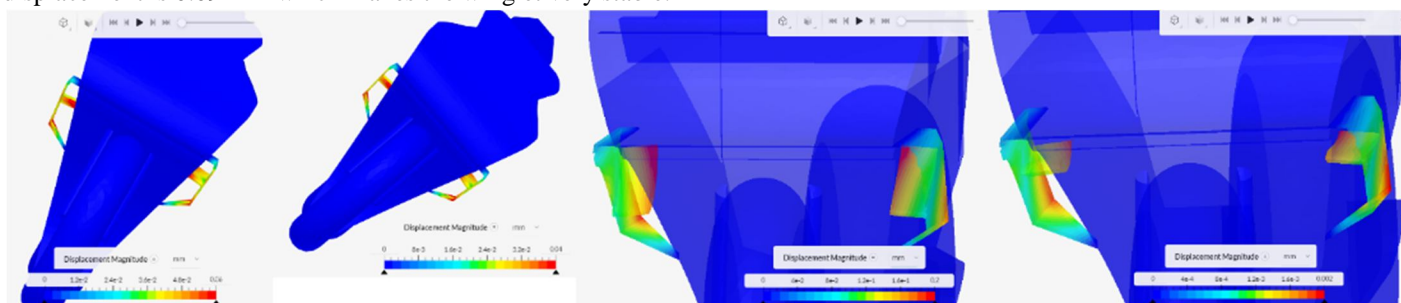 Displacement Magnitude mm
0 1.2e-2 2.4e-2 3.6e-2 4.8e-2 0.06
Displacement Magnitude mm
0 8e-3 1.6e-2 2.4e-2 3.2e-2 0.04
Displacement Magnitude mm
0 4e-2 8e-2 1.2e-1 1.6e-1 0.2
Displacement Magnitude mm
0 4e-4 8e-4 1.2e-3 1.6e-3 0.002